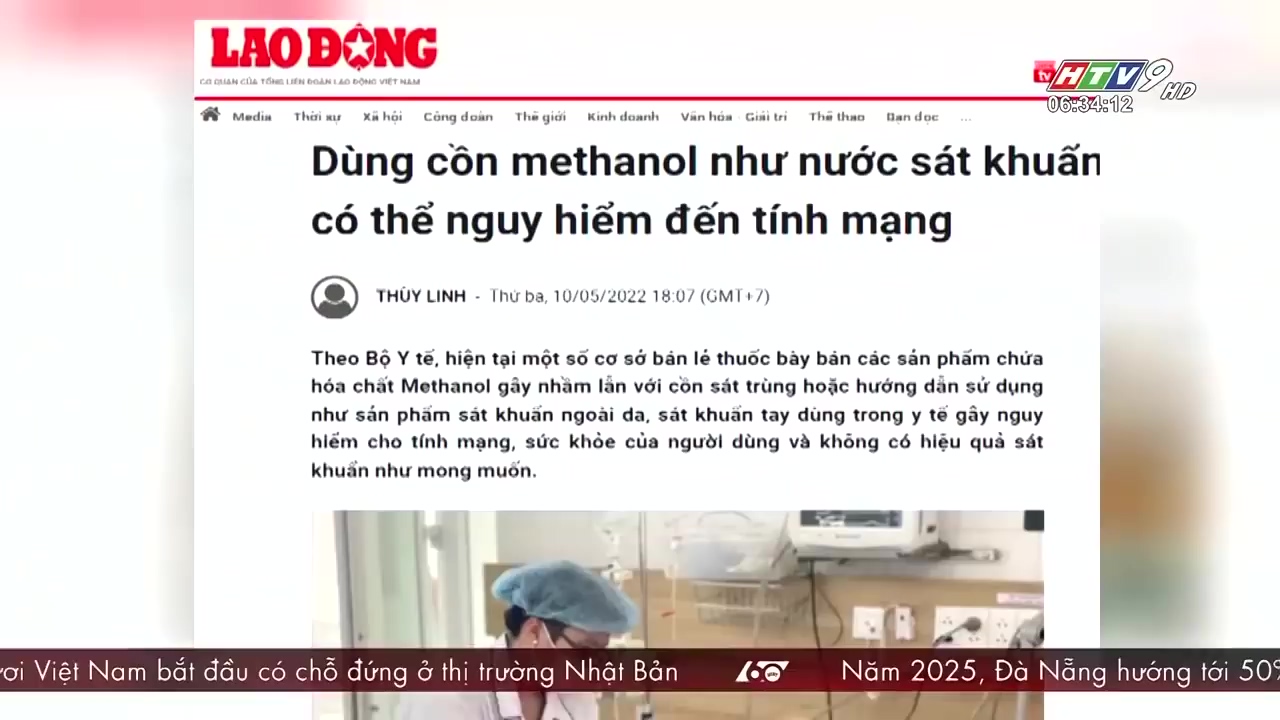 LAO ĐỘNG
CƠ QUAN CỦA TỔNG LIÊN ĐOÀN LAO ĐỘNG VIỆT NAM
tv HTV9 HD
06:34:12
Media Thời sự Xã hội Công đoàn Thế giới Kinh doanh Văn hóa - Giải trí Thể thao Bạn đọc ...
Dùng cồn methanol như nước sát khuẩn
có thể nguy hiểm đến tính mạng
THÙY LINH - Thứ ba, 10/05/2022 18:07 (GMT+7)
Theo Bộ Y tế, hiện tại một số cơ sở bán lẻ thuốc bày bán các sản phẩm chứa
hóa chất Methanol gây nhầm lẫn với cồn sát trùng hoặc hướng dẫn sử dụng
như sản phẩm sát khuẩn ngoài da, sát khuẩn tay dùng trong y tế gây nguy
hiểm cho tính mạng, sức khỏe của người dùng và không có hiệu quả sát
khuẩn như mong muốn.
ươi Việt Nam bắt đầu có chỗ đứng ở thị trường Nhật Bản 60 giây Năm 2025, Đà Nẵng hướng tới 50%